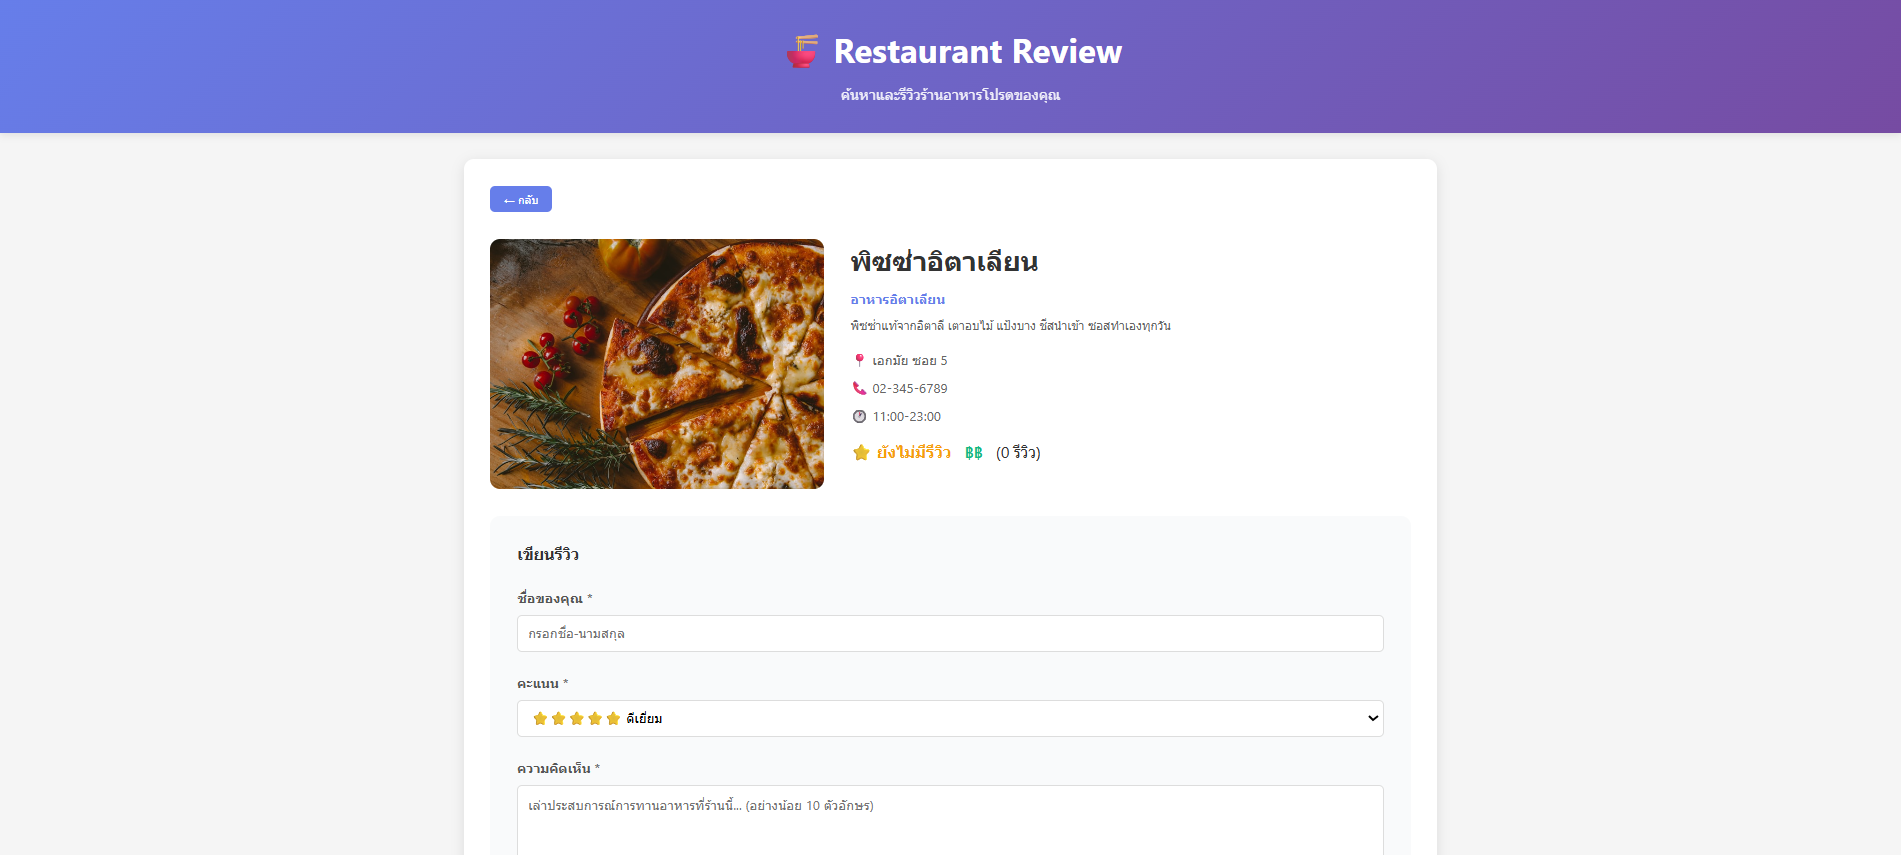 Restaurant Review
ค้นหาและรีวิวร้านอาหารโปรดของคุณ
← กลับ
พิซซ่าอิตาเลียน
อาหารอิตาเลียน
พิซซ่าแท้จากอิตาลี เตาอบไม้ แป้งบาง ชีสนำเข้า ซอสทำเองทุกวัน
เอกมัย ซอย 5
02-345-6789
11:00-23:00
ยังไม่มีรีวิว ฿฿ (0 รีวิว)
เขียนรีวิว
ชื่อของคุณ *
กรอกชื่อ-นามสกุล
คะแนน *
ดีเยี่ยม
ความคิดเห็น *
เล่าประสบการณ์การทานอาหารที่ร้านนี้... (อย่างน้อย 10 ตัวอักษร)